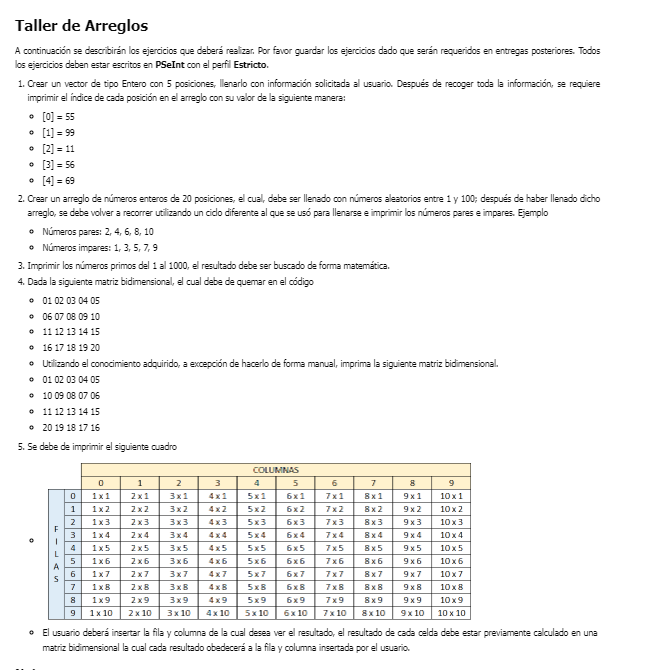 Taller de Arreglos
A continuación se describirán los ejercicios que deberá realizar. Por favor guardar los ejercicios dado que serán requeridos en entregas posteriores. Todos
los ejercicios deben estar escritos en PSeInt con el perfil Estricto.
1. Crear un vector de tipo Entero con 5 posiciones, llenarlo con información solicitada al usuario. Después de recoger toda la información, se requiere
imprimir el índice de cada posición en el arreglo con su valor de la siguiente manera:
[0] = 55
[1] = 99
[2] = 11
[3] = 56
[4] = 69
2. Crear un arreglo de números enteros de 20 posiciones, el cual, debe ser llenado con números aleatorios entre 1 y 100; después de haber llenado dicho
arreglo, se debe volver a recorrer utilizando un ciclo diferente al que se usó para llenarse e imprimir los números pares e impares. Ejemplo
Números pares: 2, 4, 6, 8, 10
Números impares: 1, 3, 5, 7, 9
3. Imprimir los números primos del 1 al 1000, el resultado debe ser buscado de forma matemática.
4. Dada la siguiente matriz bidimensional, el cual debe de quemar en el código
01 02 03 04 05
06 07 08 09 10
11 12 13 14 15
16 17 18 19 20
Utilizando el conocimiento adquirido, a excepción de hacerlo de forma manual, imprima la siguiente matriz bidimensional.
01 02 03 04 05
10 09 08 07 06
11 12 13 14 15
20 19 18 17 16
5. Se debe de imprimir el siguiente cuadro
COLUMNAS
0 1 2 3 4 5 6 7 8 9
FILAS
0 1 x 1 2 x 1 3 x 1 4 x 1 5 x 1 6 x 1 7 x 1 8 x 1 9 x 1 10 x 1
1 1 x 2 2 x 2 3 x 2 4 x 2 5 x 2 6 x 2 7 x 2 8 x 2 9 x 2 10 x 2
2 1 x 3 2 x 3 3 x 3 4 x 3 5 x 3 6 x 3 7 x 3 8 x 3 9 x 3 10 x 3
3 1 x 4 2 x 4 3 x 4 4 x 4 5 x 4 6 x 4 7 x 4 8 x 4 9 x 4 10 x 4
4 1 x 5 2 x 5 3 x 5 4 x 5 5 x 5 6 x 5 7 x 5 8 x 5 9 x 5 10 x 5
5 1 x 6 2 x 6 3 x 6 4 x 6 5 x 6 6 x 6 7 x 6 8 x 6 9 x 6 10 x 6
6 1 x 7 2 x 7 3 x 7 4 x 7 5 x 7 6 x 7 7 x 7 8 x 7 9 x 7 10 x 7
7 1 x 8 2 x 8 3 x 8 4 x 8 5 x 8 6 x 8 7 x 8 8 x 8 9 x 8 10 x 8
8 1 x 9 2 x 9 3 x 9 4 x 9 5 x 9 6 x 9 7 x 9 8 x 9 9 x 9 10 x 9
9 1 x 10 2 x 10 3 x 10 4 x 10 5 x 10 6 x 10 7 x 10 8 x 10 9 x 10 10 x 10
El usuario deberá insertar la fila y columna de la cual desea ver el resultado, el resultado de cada celda debe estar previamente calculado en una
matriz bidimensional la cual cada resultado obedecerá a la fila y columna insertada por el usuario.